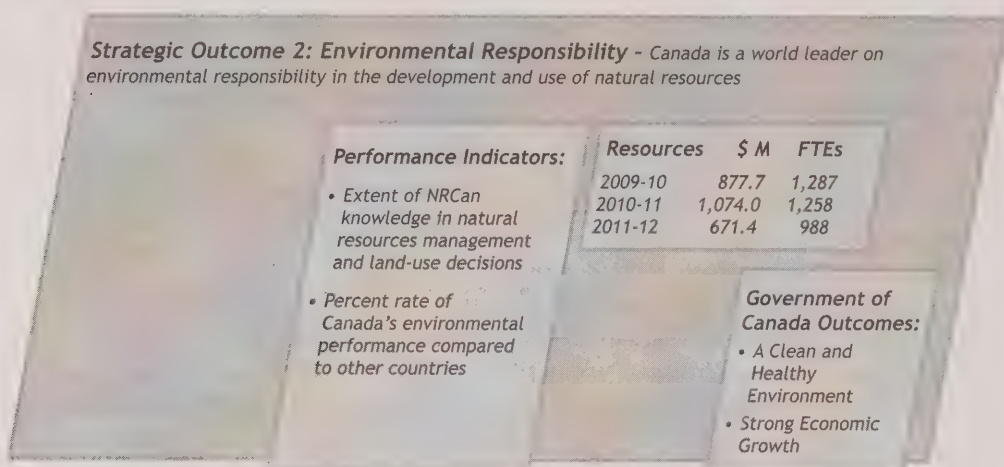 Strategic Outcome 2: Environmental Responsibility - Canada is a world leader on
environmental responsibility in the development and use of natural resources
Performance Indicators:
• Extent of NRCan
knowledge in natural
resources management
and land-use decisions
• Percent rate of
Canada's environmental
performance compared
to other countries
Resources $ M FTEs
2009-10 877.7 1,287
2010-11 1,074.0 1,258
2011-12 671.4 988
Government of
Canada Outcomes:
• A Clean and
Healthy
Environment
• Strong Economic
Growth